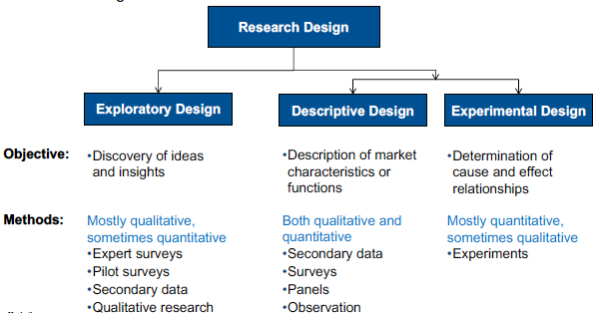 Research Design
Exploratory Design
Descriptive Design
Experimental Design
Objective:
•Discovery of ideas
and insights
•Description of market
characteristics or
functions
•Determination of
cause and effect
relationships
Methods:
Mostly qualitative,
sometimes quantitative
•Expert surveys
•Pilot surveys
•Secondary data
•Qualitative research
Both qualitative and
quantitative
•Secondary data
•Surveys
•Panels
•Observation
Mostly quantitative,
sometimes qualitative
•Experiments